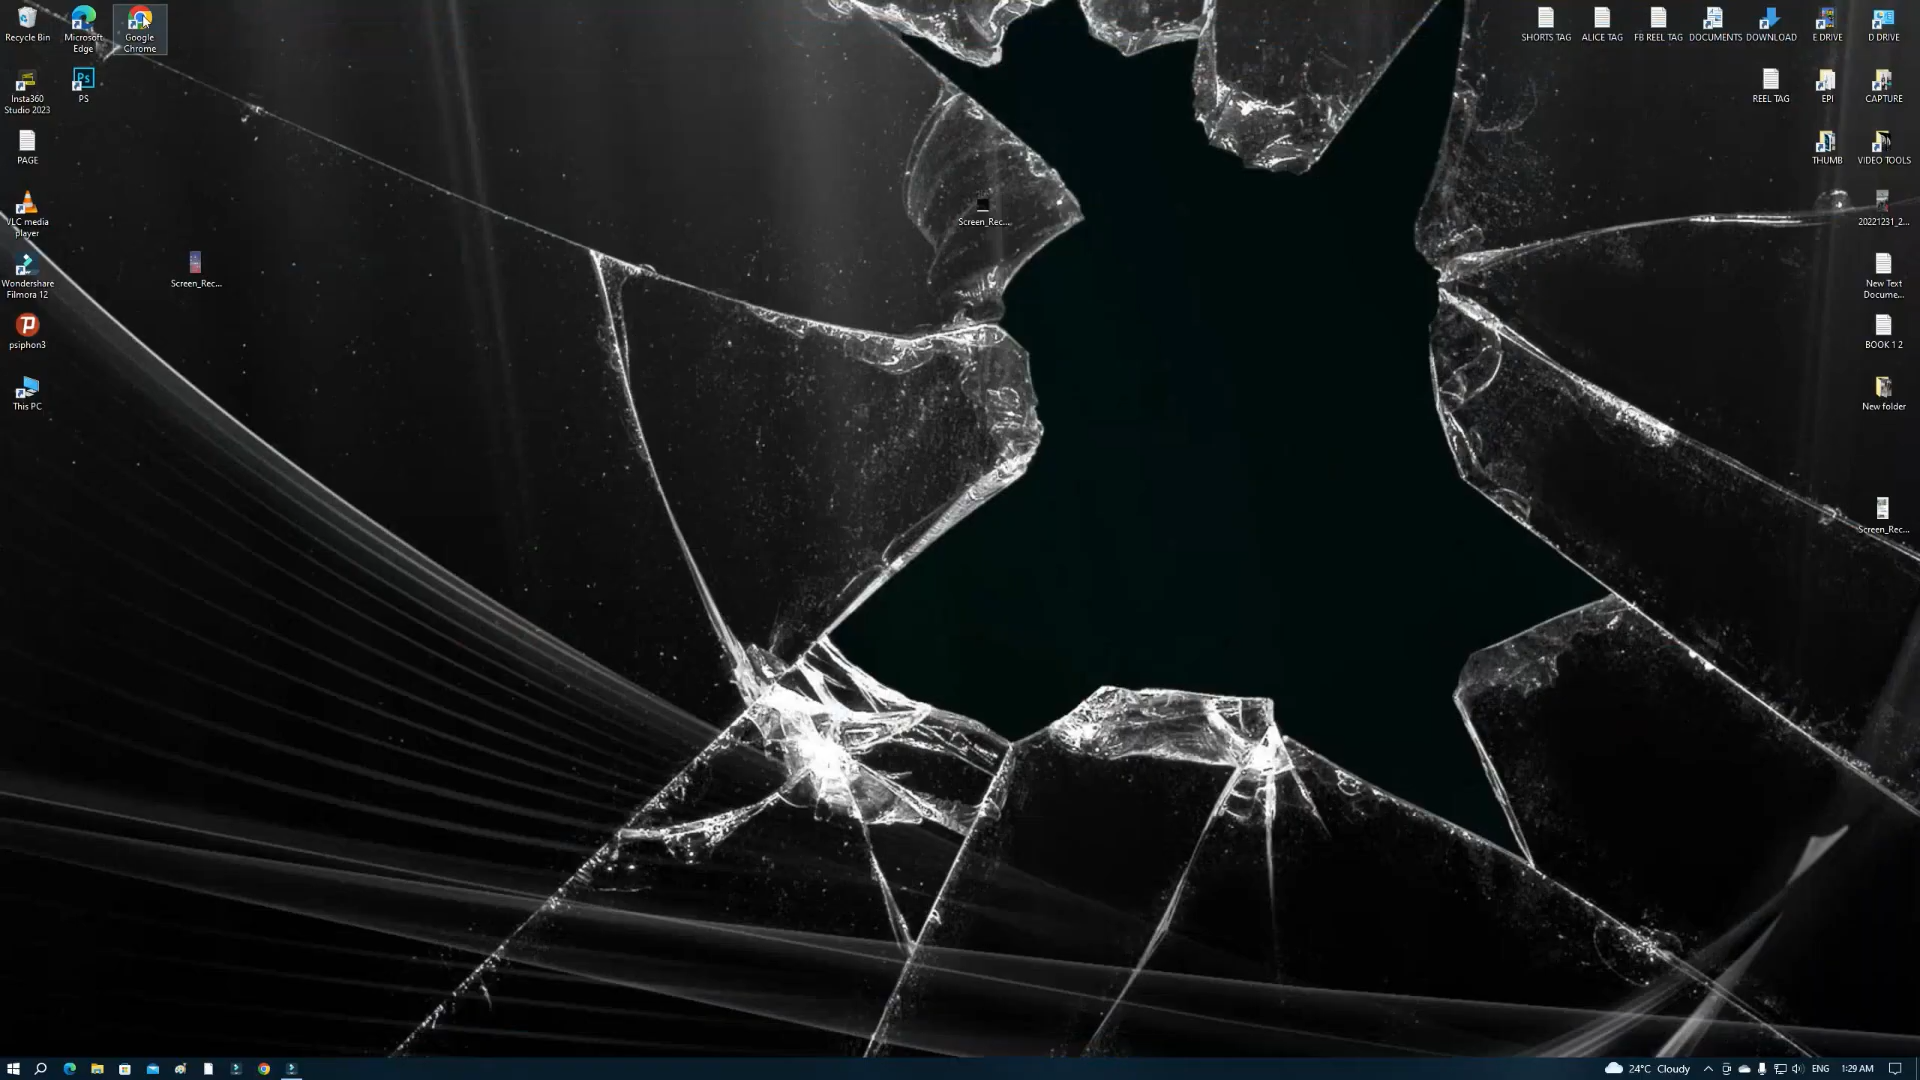 Recycle Bin
Microsoft
Edge
Google
Chrome
SHORTS TAG
ALICE TAG
FB REEL TAG
DOCUMENTS
DOWNLOAD
E DRIVE
D DRIVE
Insta360
Studio 2023
Ps
PS
REEL TAG
EPI
CAPTURE
PAGE
THUMB
VIDEO TOOLS
VLC media
player
Screen_Rec...
20221231_2...
Wondershare
Filmora 12
Screen_Rec...
New Text
Docume...
psiphon3
BOOK 1 2
This PC
New folder
Screen_Rec...
24°C Cloudy
ENG
1:29 AM